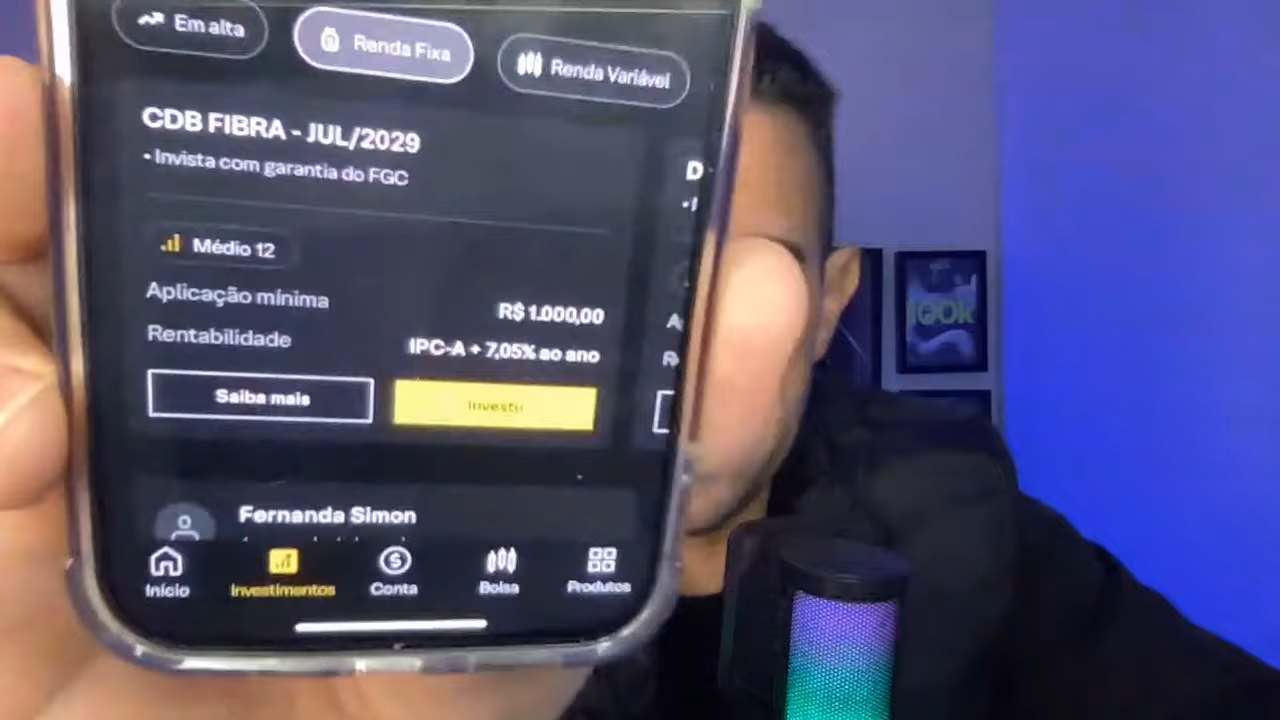 Em alta
Renda Fixa
Renda Variável
CDB FIBRA - JUL/2029
• Invista com garantia do FGC
Médio 12
Aplicação mínima
R$ 1.000,00
Rentabilidade
IPC-A + 7,05% ao ano
Saiba mais
Investir
D
Fernanda Simon
Início
Investimentos
Conta
Bolsa
Produtos
100k